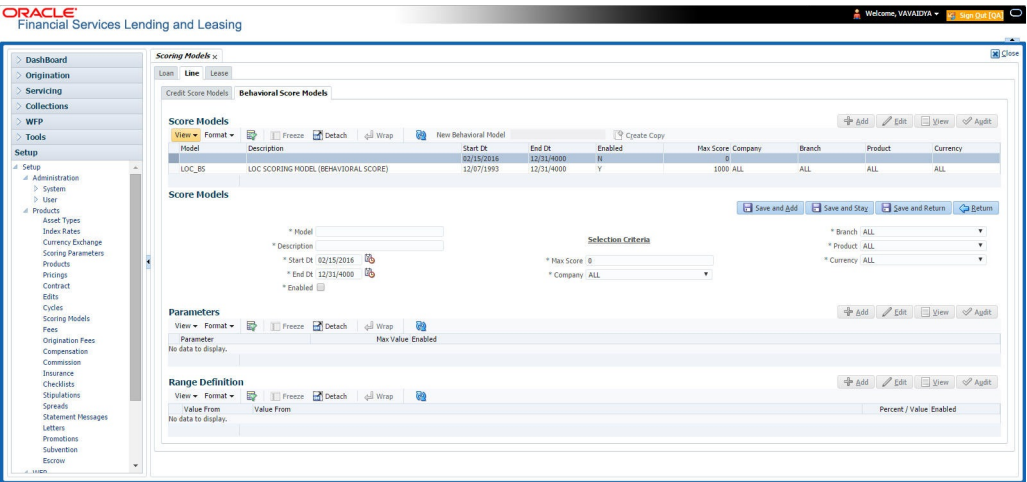 ORACLE
Financial Services Lending and Leasing
Welcome, VAVAIDYA
Sign Out [QA]
DashBoard
Origination
Servicing
Collections
WFP
Tools
Setup
Setup
Administration
System
User
Products
Asset Types
Index Rates
Currency Exchange
Scoring Parameters
Products
Pricings
Contract
Edits
Cycles
Scoring Models
Fees
Origination Fees
Compensation
Commission
Insurance
Checklists
Stipulations
Spreads
Statement Messages
Letters
Promotions
Subvention
Escrow
WFP
Scoring Models x
Close
Loan Line Lease
Credit Score Models Behavioral Score Models
Score Models
Add Edit View Audit
View Format Freeze Detach Wrap New Behavioral Model Create Copy
Model Description Start Dt End Dt Enabled Max Score Company Branch Product Currency
02/15/2016 12/31/4000 N 0
LOC_BS LOC SCORING MODEL (BEHAVIORAL SCORE) 12/07/1993 12/31/4000 Y 1000 ALL ALL ALL ALL
Score Models
Save and Add Save and Stay Save and Return Return
* Model
* Description
* Start Dt 02/15/2016
* End Dt 12/31/4000
* Enabled
Selection Criteria
* Max Score 0
* Company ALL
* Branch ALL
* Product ALL
* Currency ALL
Parameters
Add Edit View Audit
View Format Freeze Detach Wrap
Parameter Max Value Enabled
No data to display.
Range Definition
Add Edit View Audit
View Format Freeze Detach Wrap
Value From Value From Percent / Value Enabled
No data to display.